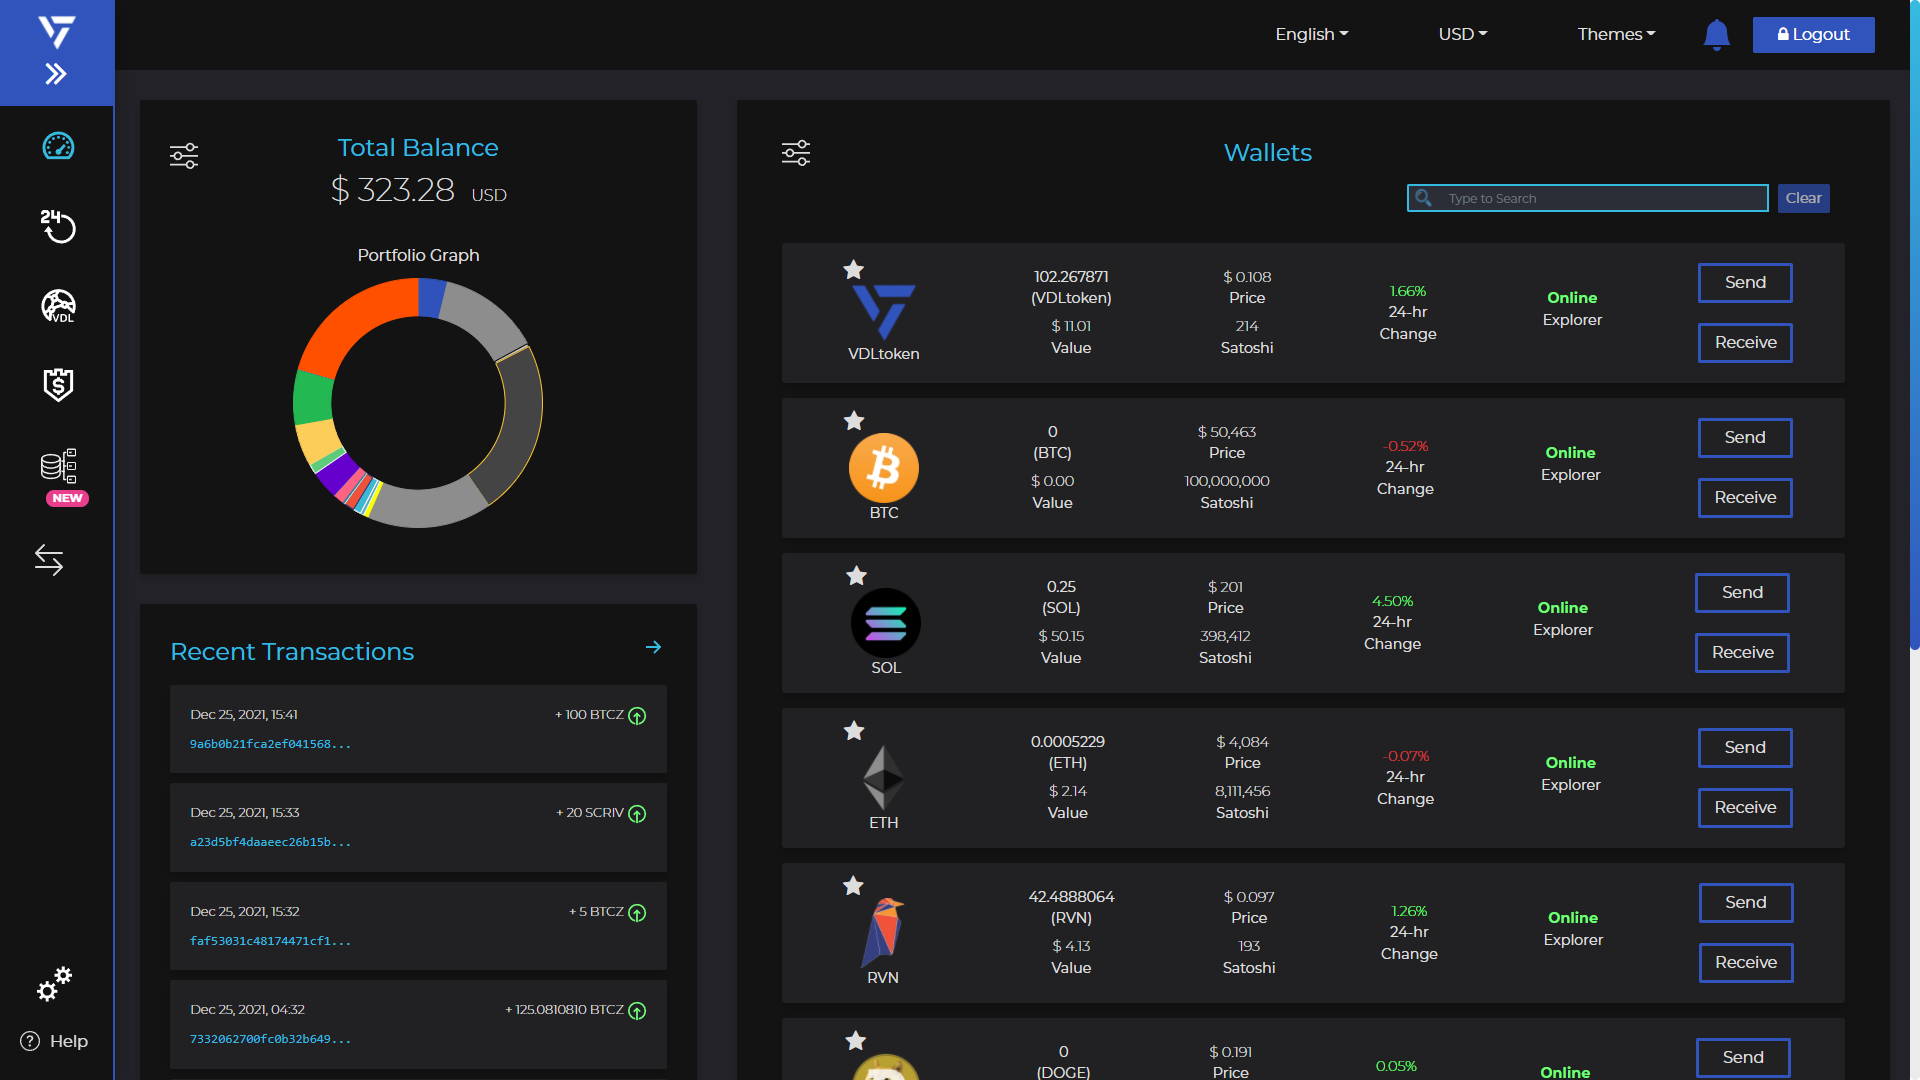 English
USD
Themes
Logout
24
VDL
NEW
Help
Total Balance
$ 323.28 USD
Portfolio Graph
Recent Transactions
Dec 25, 2021, 15:41 + 100 BTCZ
9a6b0b21fca2ef041568...
Dec 25, 2021, 15:33 + 20 SCRIV
a23d5bf4daaeec26b15b...
Dec 25, 2021, 15:32 + 5 BTCZ
faf53031c48174471cf1...
Dec 25, 2021, 04:32 + 125.0810810 BTCZ
7332062700fc0b32b649...
Wallets
Type to Search
Clear
VDLtoken
102.267871
(VDLtoken)
$ 11.01
Value
$ 0.108
Price
214
Satoshi
1.66%
24-hr
Change
Online
Explorer
Send
Receive
BTC
0
(BTC)
$ 0.00
Value
$ 50,463
Price
100,000,000
Satoshi
-0.52%
24-hr
Change
Online
Explorer
Send
Receive
SOL
0.25
(SOL)
$ 50.15
Value
$ 201
Price
398,412
Satoshi
4.50%
24-hr
Change
Online
Explorer
Send
Receive
ETH
0.0005229
(ETH)
$ 2.14
Value
$ 4,084
Price
8,111,456
Satoshi
-0.07%
24-hr
Change
Online
Explorer
Send
Receive
RVN
42.4888064
(RVN)
$ 4.13
Value
$ 0.097
Price
193
Satoshi
1.26%
24-hr
Change
Online
Explorer
Send
Receive
0
(DOGE)
$ 0.191
Price
0.05%
Online
Send